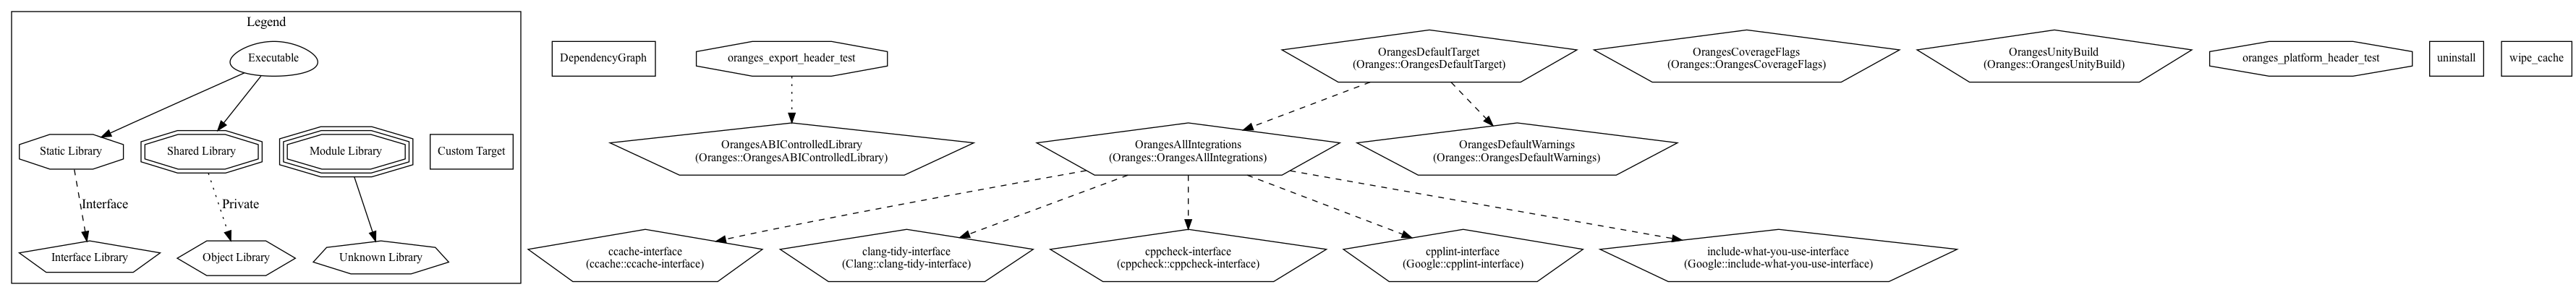 Legend
Executable
Static Library
Shared Library
Module Library
Custom Target
Interface
Private
Interface Library
Object Library
Unknown Library
DependencyGraph
oranges_export_header_test
OrangesDefaultTarget
(Oranges::OrangesDefaultTarget)
OrangesCoverageFlags
(Oranges::OrangesCoverageFlags)
OrangesUnityBuild
(Oranges::OrangesUnityBuild)
oranges_platform_header_test
uninstall
wipe_cache
OrangesABIControlledLibrary
(Oranges::OrangesABIControlledLibrary)
OrangesAllIntegrations
(Oranges::OrangesAllIntegrations)
OrangesDefaultWarnings
(Oranges::OrangesDefaultWarnings)
ccache-interface
(ccache::ccache-interface)
clang-tidy-interface
(Clang::clang-tidy-interface)
cppcheck-interface
(cppcheck::cppcheck-interface)
cpplint-interface
(Google::cpplint-interface)
include-what-you-use-interface
(Google::include-what-you-use-interface)